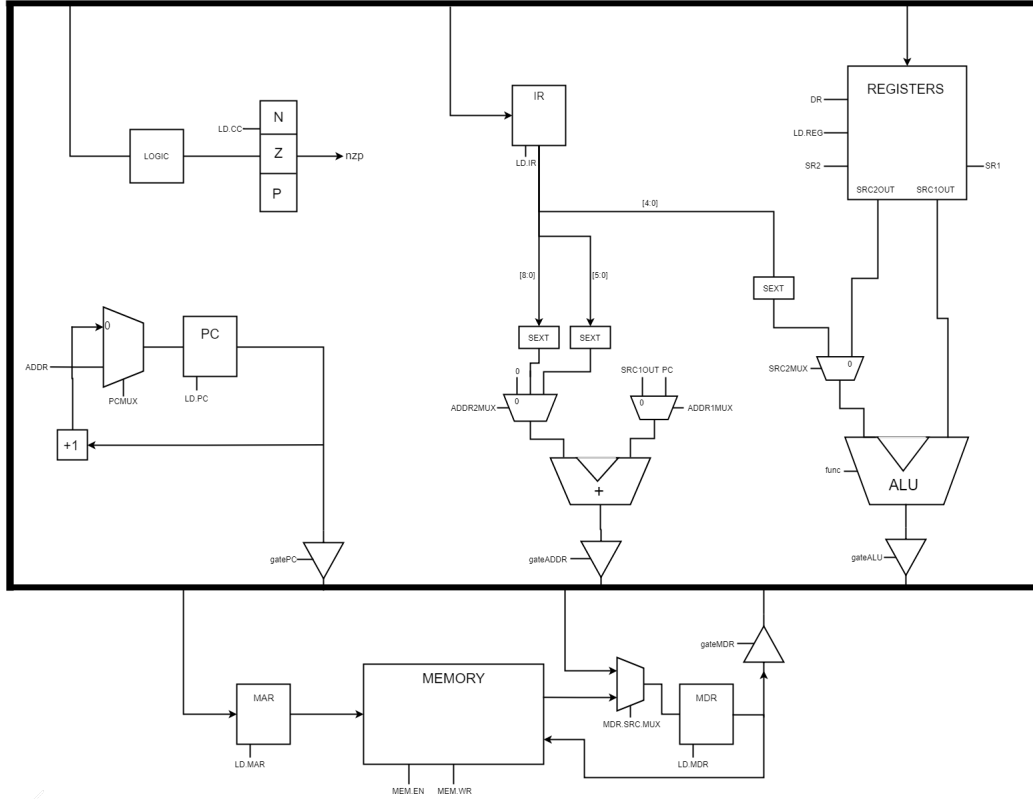 IR
REGISTERS
DR
N
LD.CC
LD.REG
LOGIC
Z
nzp
LD.IR
SR2
SR1
P
SRC2OUT
SRC1OUT
[4:0]
[8:0]
[5:0]
SEXT
0
PC
SEXT
SEXT
ADDR
SRC2MUX
0
0
SRC1OUT PC
PCMUX
LD.PC
ADDR2MUX
0
0
ADDR1MUX
+1
func
ALU
+
gatePC
gateADDR
gateALU
gateMDR
MEMORY
MAR
MDR
MDR.SRC.MUX
LD.MAR
LD.MDR
MEM.EN
MEM.WR